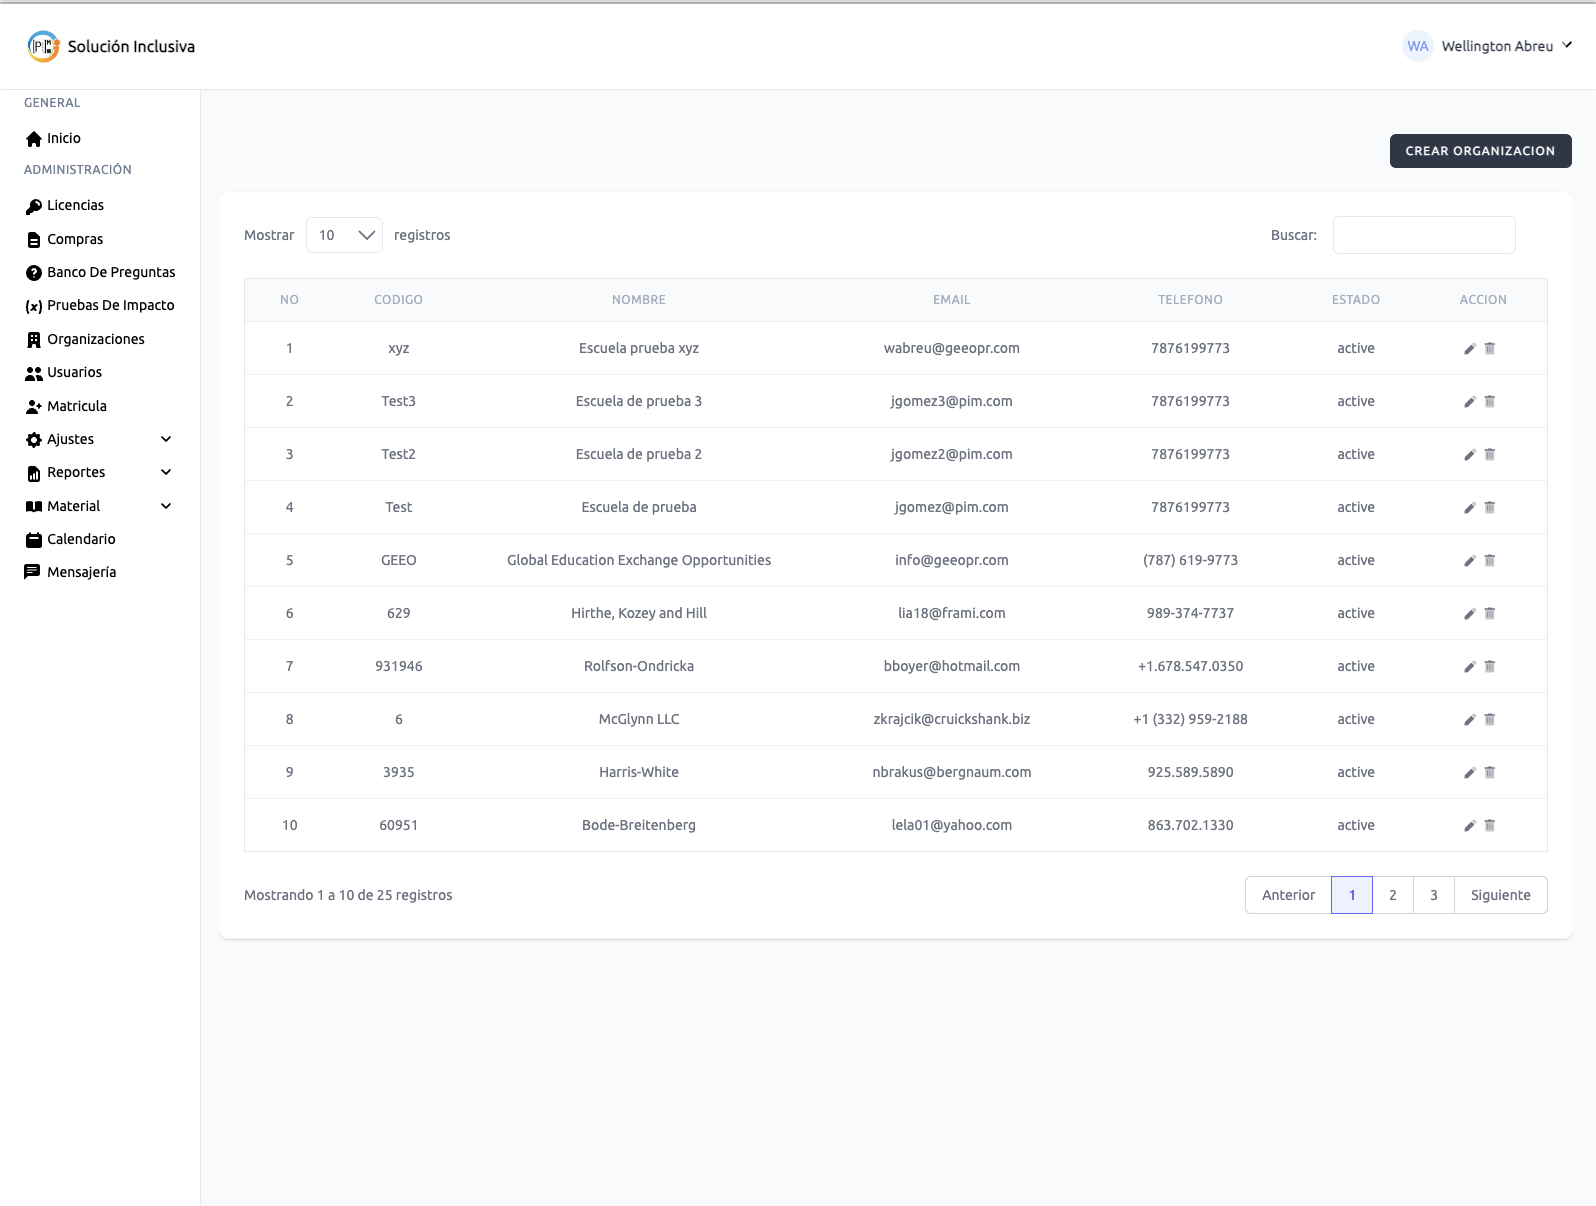 Solución Inclusiva
WA Wellington Abreu
GENERAL
Inicio
ADMINISTRACIÓN
Licencias
Compras
Banco De Preguntas
(x) Pruebas De Impacto
Organizaciones
Usuarios
Matricula
Ajustes
Reportes
Material
Calendario
Mensajería
CREAR ORGANIZACION
Mostrar 10 registros
Buscar:
NO CODIGO NOMBRE EMAIL TELEFONO ESTADO ACCION
1 xyz Escuela prueba xyz wabreu@geeopr.com 7876199773 active
2 Test3 Escuela de prueba 3 jgomez3@pim.com 7876199773 active
3 Test2 Escuela de prueba 2 jgomez2@pim.com 7876199773 active
4 Test Escuela de prueba jgomez@pim.com 7876199773 active
5 GEEO Global Education Exchange Opportunities info@geeopr.com (787) 619-9773 active
6 629 Hirthe, Kozey and Hill lia18@frami.com 989-374-7737 active
7 931946 Rolfson-Ondricka bboyer@hotmail.com +1.678.547.0350 active
8 6 McGlynn LLC zkrajcik@cruickshank.biz +1 (332) 959-2188 active
9 3935 Harris-White nbrakus@bergnaum.com 925.589.5890 active
10 60951 Bode-Breitenberg lela01@yahoo.com 863.702.1330 active
Mostrando 1 a 10 de 25 registros
Anterior 1 2 3 Siguiente